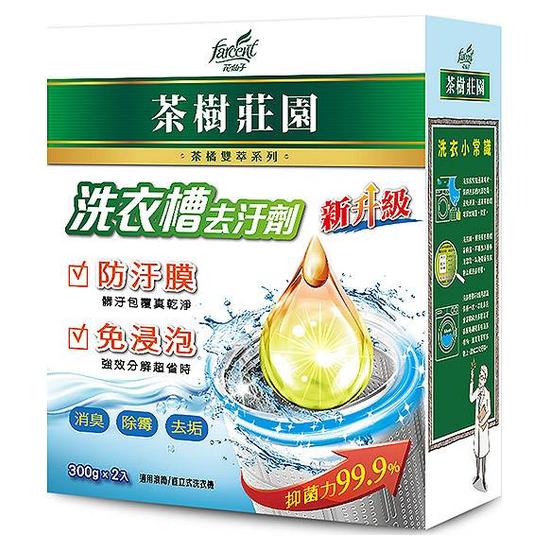 farcent
花仙子
茶樹莊園
茶橘雙萃系列
洗衣槽去汙劑
新升級
防汙膜
髒汙包覆真乾淨
免浸泡
強效分解超省時
消臭
除霉
去垢
300g×2入
適用滾筒/直立式洗衣機
抑菌力99.9%
farcent
花仙子
茶樹莊園
洗衣小常識